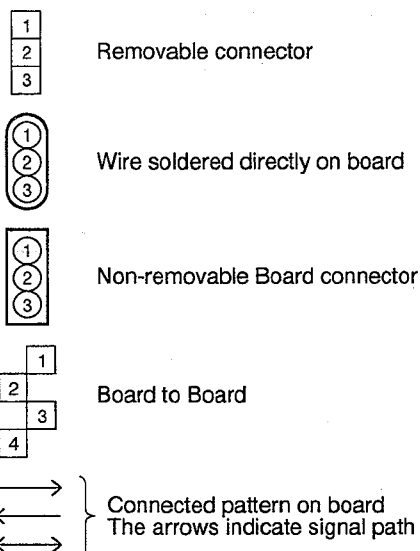 1
2
3
Removable connector
1
2
3
Wire soldered directly on board
1
2
3
Non-removable Board connector
1
2
3
4
Board to Board
Connected pattern on board
The arrows indicate signal path